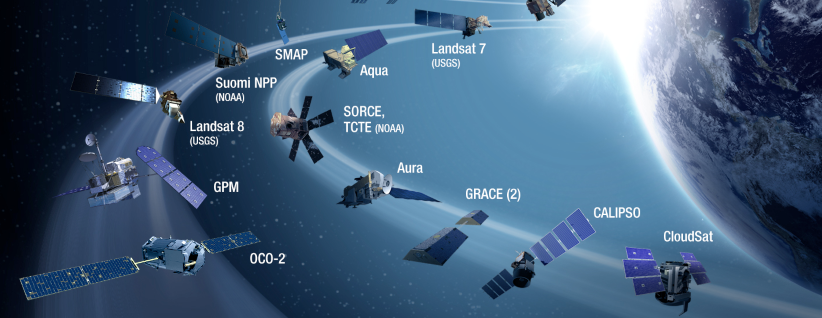 Landsat 7
(USGS)
SMAP
Aqua
Suomi NPP
(NOAA)
SORCE,
TCTE (NOAA)
Landsat 8
(USGS)
Aura
GPM
GRACE (2)
CALIPSO
CloudSat
OCO-2